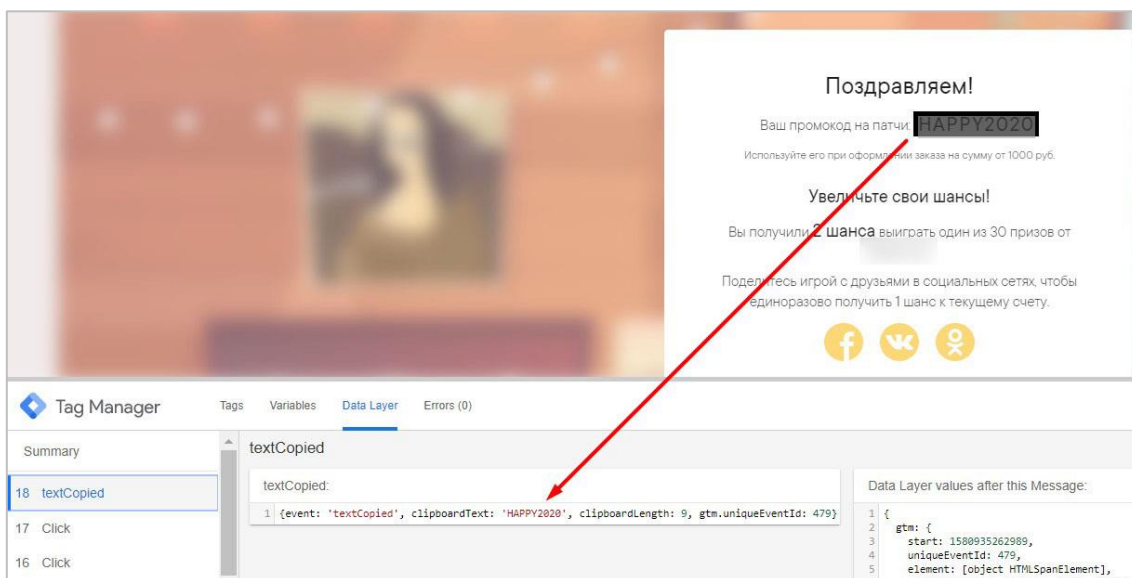 Поздравляем!
Ваш промокод на патчи: HAPPY2020
Используйте его при оформлении заказа на сумму от 1000 руб.
Увеличьте свои шансы!
Вы получили 2 шанса выиграть один из 30 призов от
Поделитесь игрой с друзьями в социальных сетях, чтобы
единоразово получить 1 шанс к текущему счету.
Tag Manager
Tags Variables Data Layer Errors (0)
Summary
18 textCopied
17 Click
16 Click
textCopied
textCopied:
1 {event: 'textCopied', clipboardText: 'HAPPY2020', clipboardLength: 9, gtm.uniqueEventId: 479}
Data Layer values after this Message:
1 {
2 gtm: {
3 start: 1580935262989,
4 uniqueEventId: 479,
5 element: [object HTMLSpanElement],